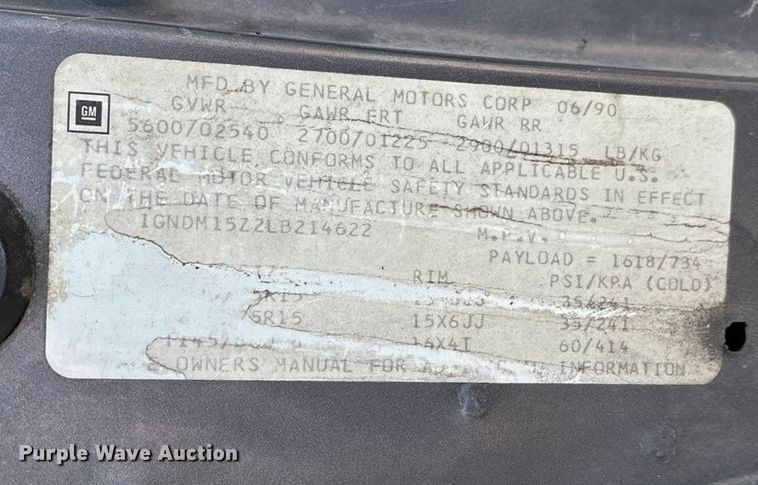 MFD BY GENERAL MOTORS CORP 06/90
GM
GVWR GAWR FRT GAWR RR
5600/02540 2700/01225 2900/01315 LB/KG
THIS VEHICLE CONFORMS TO ALL APPLICABLE U.S.
FEDERAL MOTOR VEHICLE SAFETY STANDARDS IN EFFECT
ON THE DATE OF MANUFACTURE SHOWN ABOVE.
1GNDM15Z2LB214622 M.P.V.
PAYLOAD = 1618/734
RIM PSI/KPA (COLD)
5R15 35/241
5R15 15X6JJ 35/241
16X4T 60/414
OWNERS MANUAL FOR INFORMATION
Purple Wave Auction